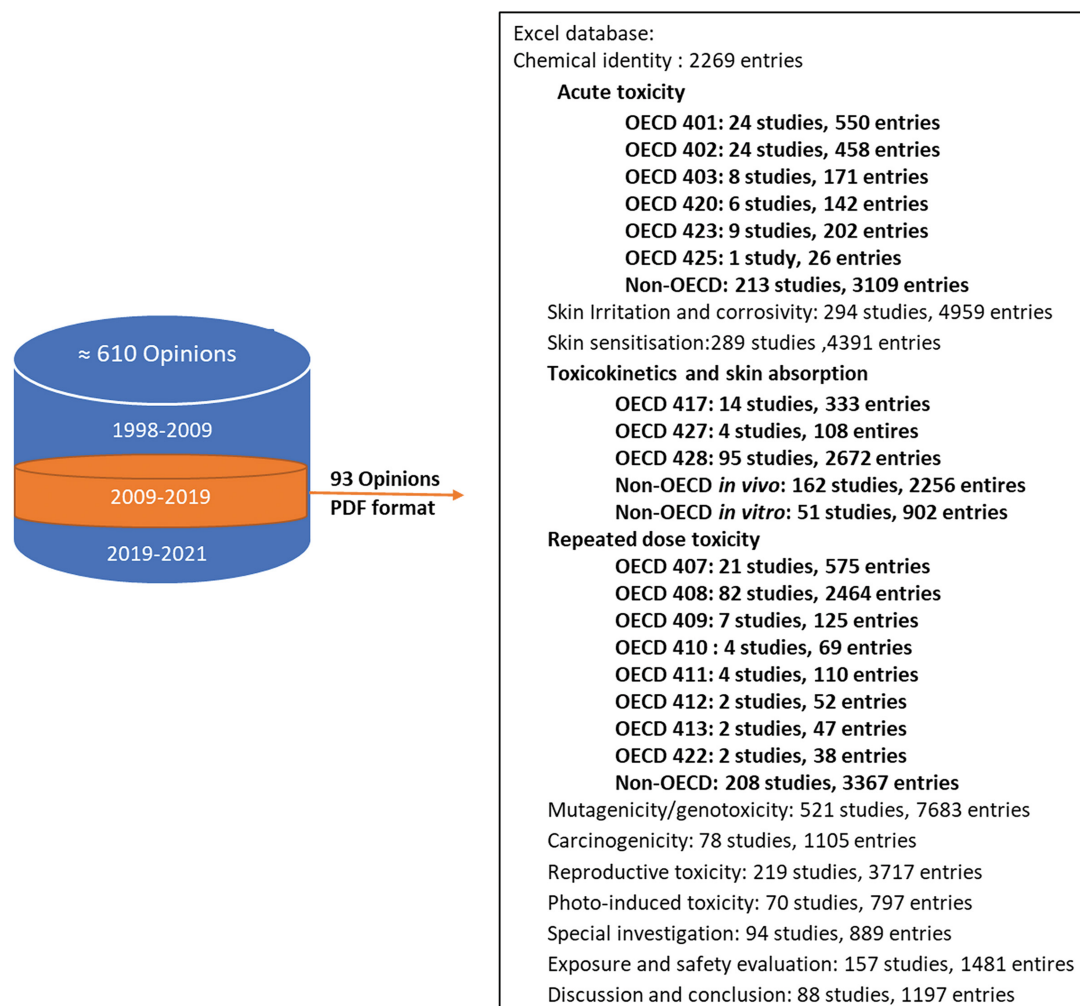 ≈ 610 Opinions
1998-2009
2009-2019
2019-2021
93 Opinions
PDF format
Excel database:
Chemical identity : 2269 entries
Acute toxicity
OECD 401: 24 studies, 550 entries
OECD 402: 24 studies, 458 entries
OECD 403: 8 studies, 171 entries
OECD 420: 6 studies, 142 entries
OECD 423: 9 studies, 202 entries
OECD 425: 1 study, 26 entries
Non-OECD: 213 studies, 3109 entries
Skin Irritation and corrosivity: 294 studies, 4959 entries
Skin sensitisation:289 studies ,4391 entries
Toxicokinetics and skin absorption
OECD 417: 14 studies, 333 entries
OECD 427: 4 studies, 108 entires
OECD 428: 95 studies, 2672 entries
Non-OECD in vivo: 162 studies, 2256 entires
Non-OECD in vitro: 51 studies, 902 entries
Repeated dose toxicity
OECD 407: 21 studies, 575 entries
OECD 408: 82 studies, 2464 entries
OECD 409: 7 studies, 125 entries
OECD 410 : 4 studies, 69 entries
OECD 411: 4 studies, 110 entries
OECD 412: 2 studies, 52 entries
OECD 413: 2 studies, 47 entries
OECD 422: 2 studies, 38 entries
Non-OECD: 208 studies, 3367 entries
Mutagenicity/genotoxicity: 521 studies, 7683 entries
Carcinogenicity: 78 studies, 1105 entries
Reproductive toxicity: 219 studies, 3717 entries
Photo-induced toxicity: 70 studies, 797 entries
Special investigation: 94 studies, 889 entries
Exposure and safety evaluation: 157 studies, 1481 entires
Discussion and conclusion: 88 studies, 1197 entries